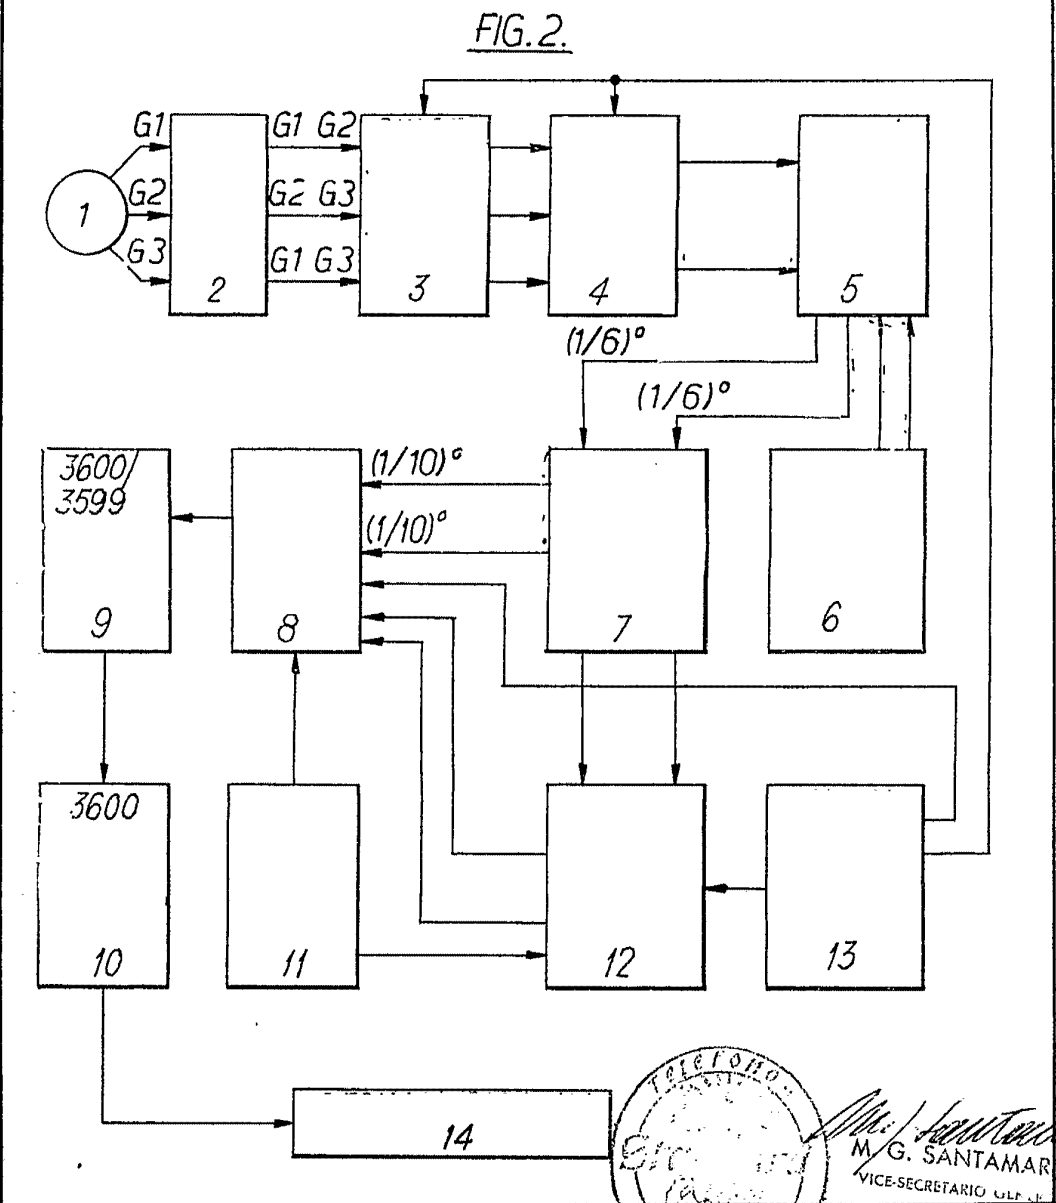 FIG. 2.
G1
G2
G3
1
2
G1 G2
G2 G3
G1 G3
3
4
5
(1/6)°
(1/6)°
3600/
3599
9
8
(1/10)°
(1/10)°
7
6
3600
10
11
12
13
14
TELEFONO
M. G. SANTAMAR
VICE-SECRETARIO